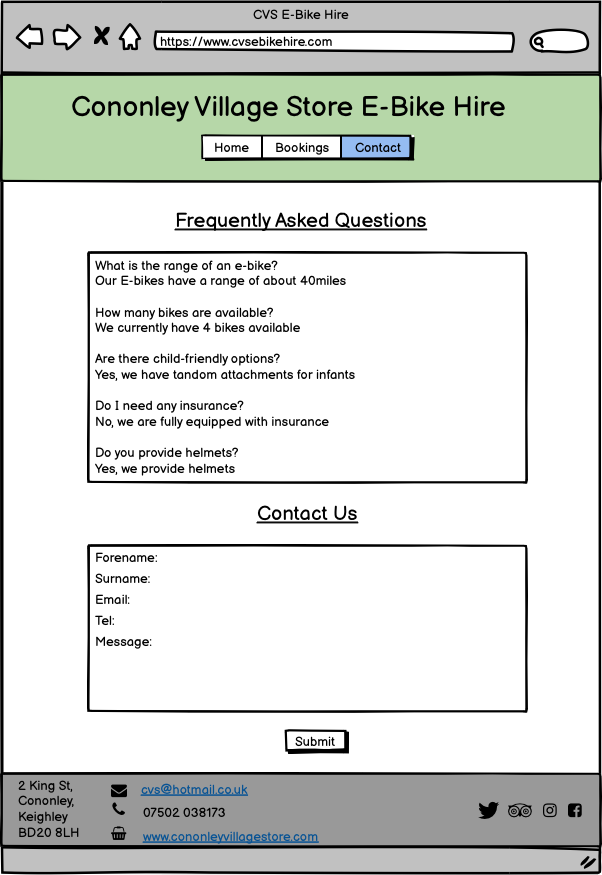 CVS E-Bike Hire
https://www.cvsebikehire.com
Cononley Village Store E-Bike Hire
Home Bookings Contact
Frequently Asked Questions
What is the range of an e-bike?
Our E-bikes have a range of about 40miles
How many bikes are available?
We currently have 4 bikes available
Are there child-friendly options?
Yes, we have tandom attachments for infants
Do I need any insurance?
No, we are fully equipped with insurance
Do you provide helmets?
Yes, we provide helmets
Contact Us
Forename:
Surname:
Email:
Tel:
Message:
Submit
2 King St,
Cononley,
Keighley
BD20 8LH
cvs@hotmail.co.uk
07502 038173
www.cononleyvillagestore.com